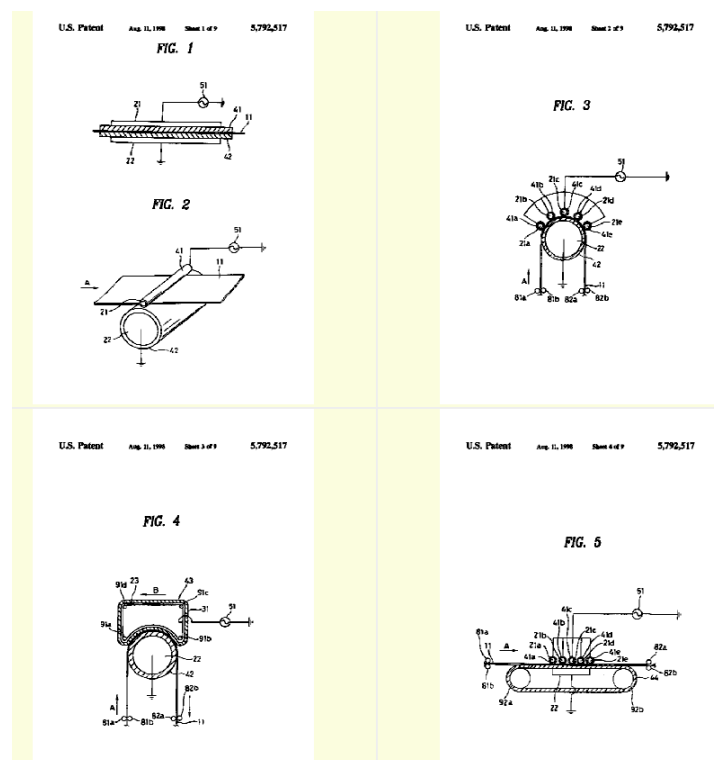 U.S. Patent Aug. 11, 1998 Sheet 1 of 9 5,792,517
FIG. 1
51
21
41
11
22
42
FIG. 2
51
41
11
A
21
22
42
U.S. Patent Aug. 11, 1998 Sheet 2 of 9 5,792,517
FIG. 3
51
21c
41b 41c
21b 41d
21d
41a 21e
21a 41e
22
42
A 11
81a 81b 82a 82b
U.S. Patent Aug. 11, 1998 Sheet 3 of 9 5,792,517
FIG. 4
91d 23 B 43 91c
31 51
91a
91b
22
42
82b
A
82a
81a 81b 11
U.S. Patent Aug. 11, 1998 Sheet 4 of 9 5,792,517
FIG. 5
51
41c
41b 21c
81a 21b 41d
11 A 21a 21d 82a
41a 41e
21e
81b 82b
44
22
92a 92b